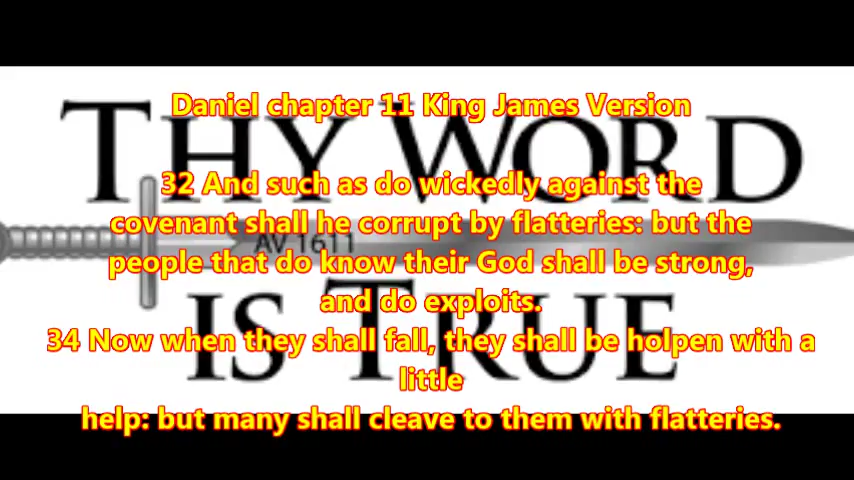 Daniel chapter 11 King James Version
THY WORD
32 And such as do wickedly against the
covenant shall he corrupt by flatteries: but the
AV 1611
people that do know their God shall be strong,
and do exploits.
IS TRUE
34 Now when they shall fall, they shall be holpen with a
little
help: but many shall cleave to them with flatteries.